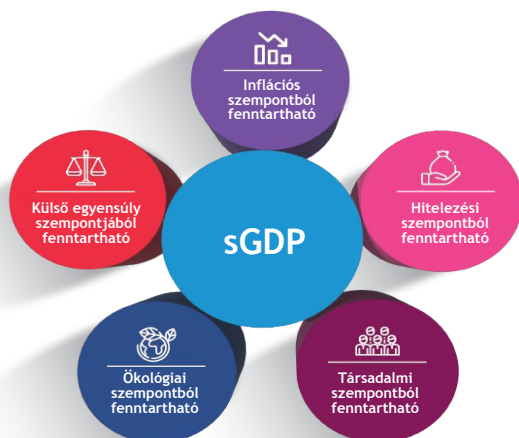 Inflációs
szempontból
fenntartható
Külső egyensúly
szempontjából
fenntartható
Hitelezési
szempontból
fenntartható
sGDP
Ökológiai
szempontból
fenntartható
Társadalmi
szempontból
fenntartható